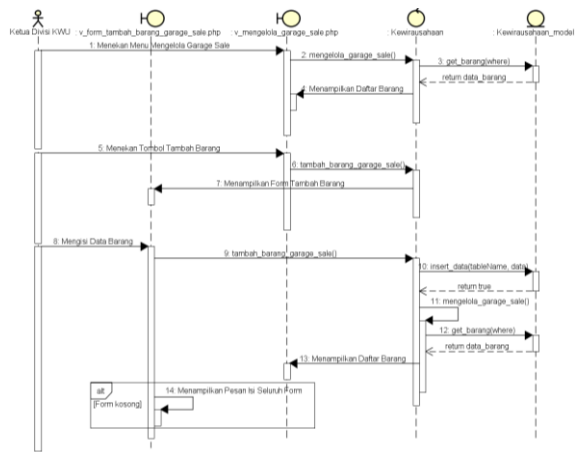 Ketua Divisi KWU
: v_form_tambah_barang_garage_sale.php
: v_mengelola_garage_sale.php
: Kewirausahaan
: Kewirausahaan_model
1: Menekan Menu Mengelola Garage Sale
2: mengelola_garage_sale()
3: get_barang(where)
return data_barang
4: Menampilkan Daftar Barang
5: Menekan Tombol Tambah Barang
6: tambah_barang_garage_sale()
7: Menampilkan Form Tambah Barang
8: Mengisi Data Barang
9: tambah_barang_garage_sale()
10: insert_data(tableName, data)
return true
11: mengelola_garage_sale()
12: get_barang(where)
return data_barang
13: Menampilkan Daftar Barang
alt
14: Menampilkan Pesan Isi Seluruh Form
[Form kosong]